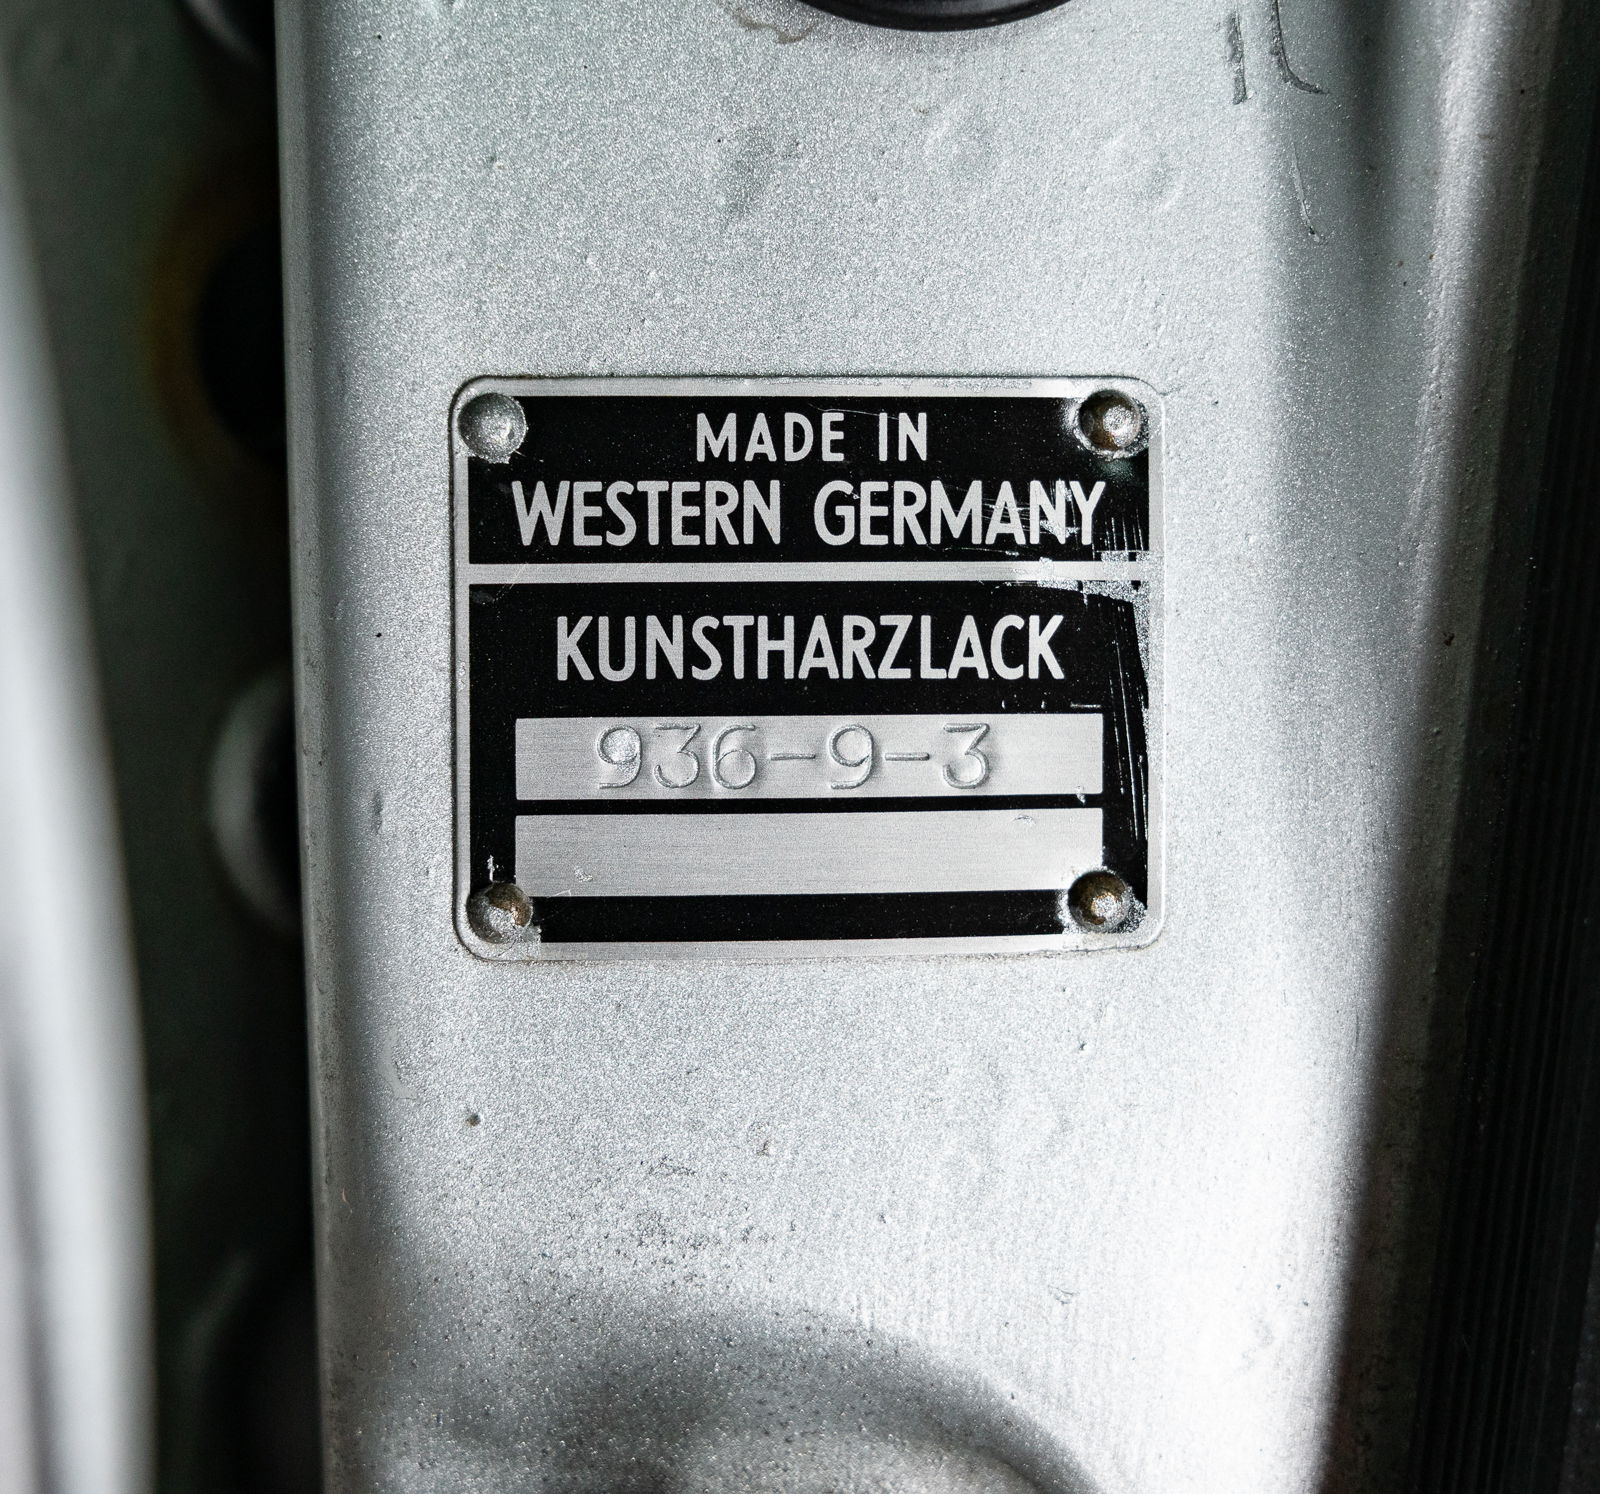 MADE IN
WESTERN GERMANY
KUNSTHARZLACK
936-9-3